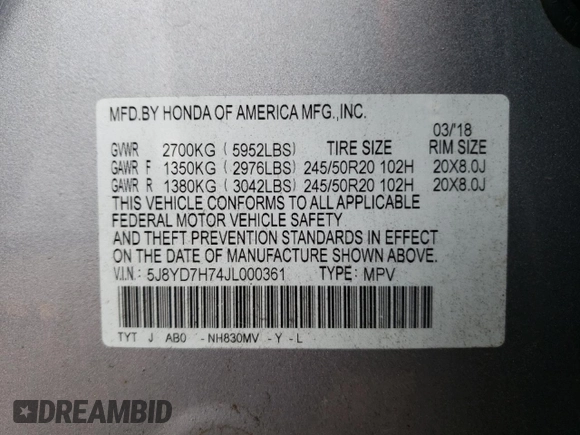 MFD.BY HONDA OF AMERICA MFG.,INC.
03/'18
GVWR 2700KG ( 5952LBS) TIRE SIZE RIM SIZE
GAWR F 1350KG ( 2976LBS) 245/50R20 102H 20X8.0J
GAWR R 1380KG ( 3042LBS) 245/50R20 102H 20X8.0J
THIS VEHICLE CONFORMS TO ALL APPLICABLE
FEDERAL MOTOR VEHICLE SAFETY
AND THEFT PREVENTION STANDARDS IN EFFECT
ON THE DATE OF MANUFACTURE SHOWN ABOVE.
V.I.N.: 5J8YD7H74JL000361 TYPE: MPV
TYT J AB0 - NH830MV - Y - L
DREAMBID